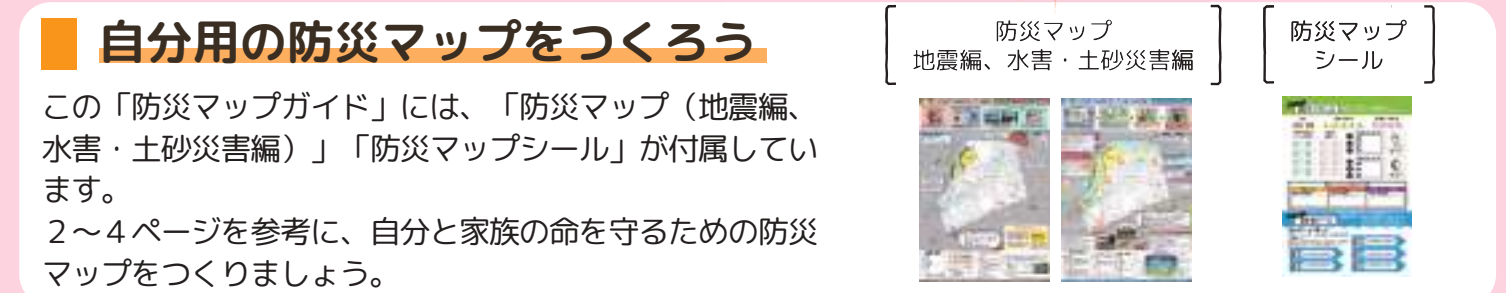 自分用の防災マップをつくろう
この「防災マップガイド」には、「防災マップ（地震編、
水害・土砂災害編）」「防災マップシール」が付属してい
ます。
２～４ページを参考に、自分と家族の命を守るための防災
マップをつくりましょう。
防災マップ
地震編、水害・土砂災害編
防災マップ
シール